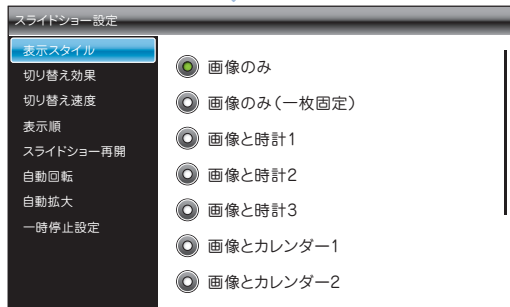 スライドショー設定
表示スタイル
切り替え効果
切り替え速度
表示順
スライドショー再開
自動回転
自動拡大
一時停止設定
画像のみ
画像のみ（一枚固定）
画像と時計1
画像と時計2
画像と時計3
画像とカレンダー1
画像とカレンダー2